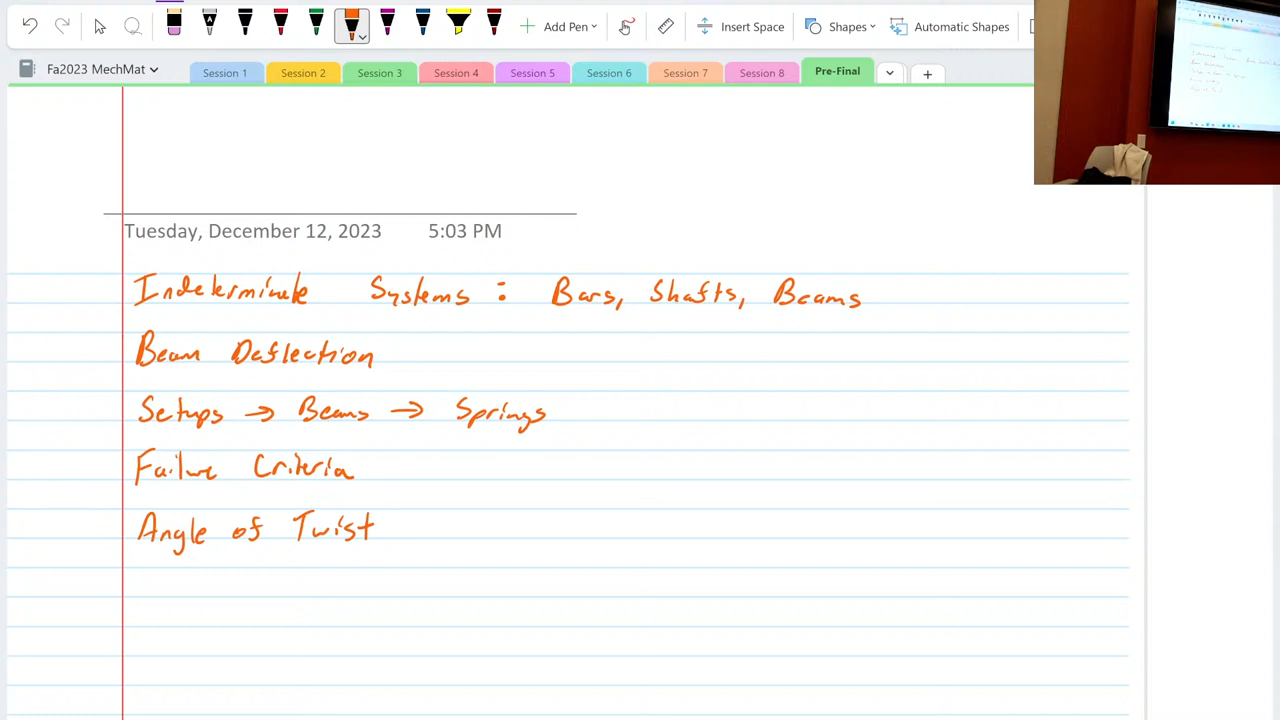 Add Pen Insert Space Shapes Automatic Shapes
Fa2023 MechMat Session 1 Session 2 Session 3 Session 4 Session 5 Session 6 Session 7 Session 8 Pre-Final
Tuesday, December 12, 2023 5:03 PM
Indeterminate Systems : Bars, Shafts, Beams
Beam Deflection
Setups → Beams → Springs
Failure Criteria
Angle of Twist